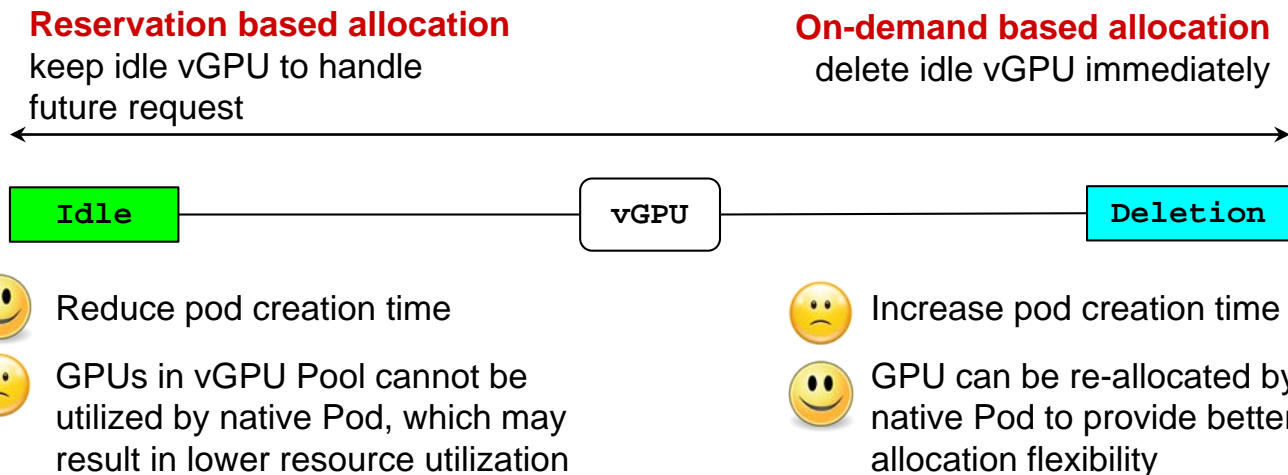 Reservation based allocation
keep idle vGPU to handle
future request
On-demand based allocation
delete idle vGPU immediately
Idle
vGPU
Deletion
Reduce pod creation time
GPUs in vGPU Pool cannot be
utilized by native Pod, which may
result in lower resource utilization
Increase pod creation time
GPU can be re-allocated by
native Pod to provide better
allocation flexibility